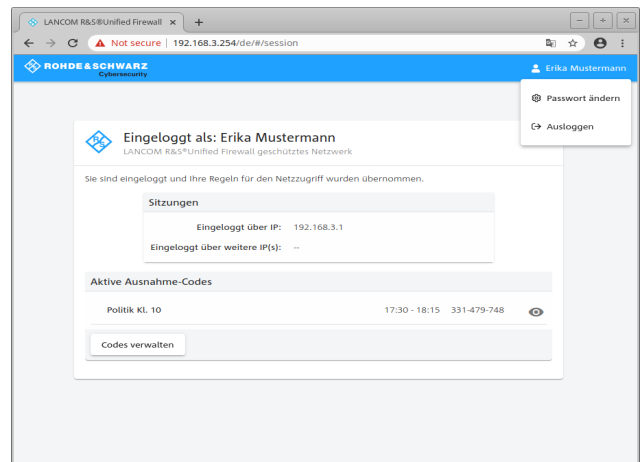 LANCOM R&S®Unified Firewall
Not secure | 192.168.3.254/de/#/session
ROHDE&SCHWARZ
Cybersecurity
Erika Mustermann
Passwort ändern
Ausloggen
R&S
Eingeloggt als: Erika Mustermann
LANCOM R&S®Unified Firewall geschütztes Netzwerk
Sie sind eingeloggt und Ihre Regeln für den Netzzugriff wurden übernommen.
Sitzungen
Eingeloggt über IP: 192.168.3.1
Eingeloggt über weitere IP(s): --
Aktive Ausnahme-Codes
Politik Kl. 10 17:30 - 18:15 331-479-748
Codes verwalten